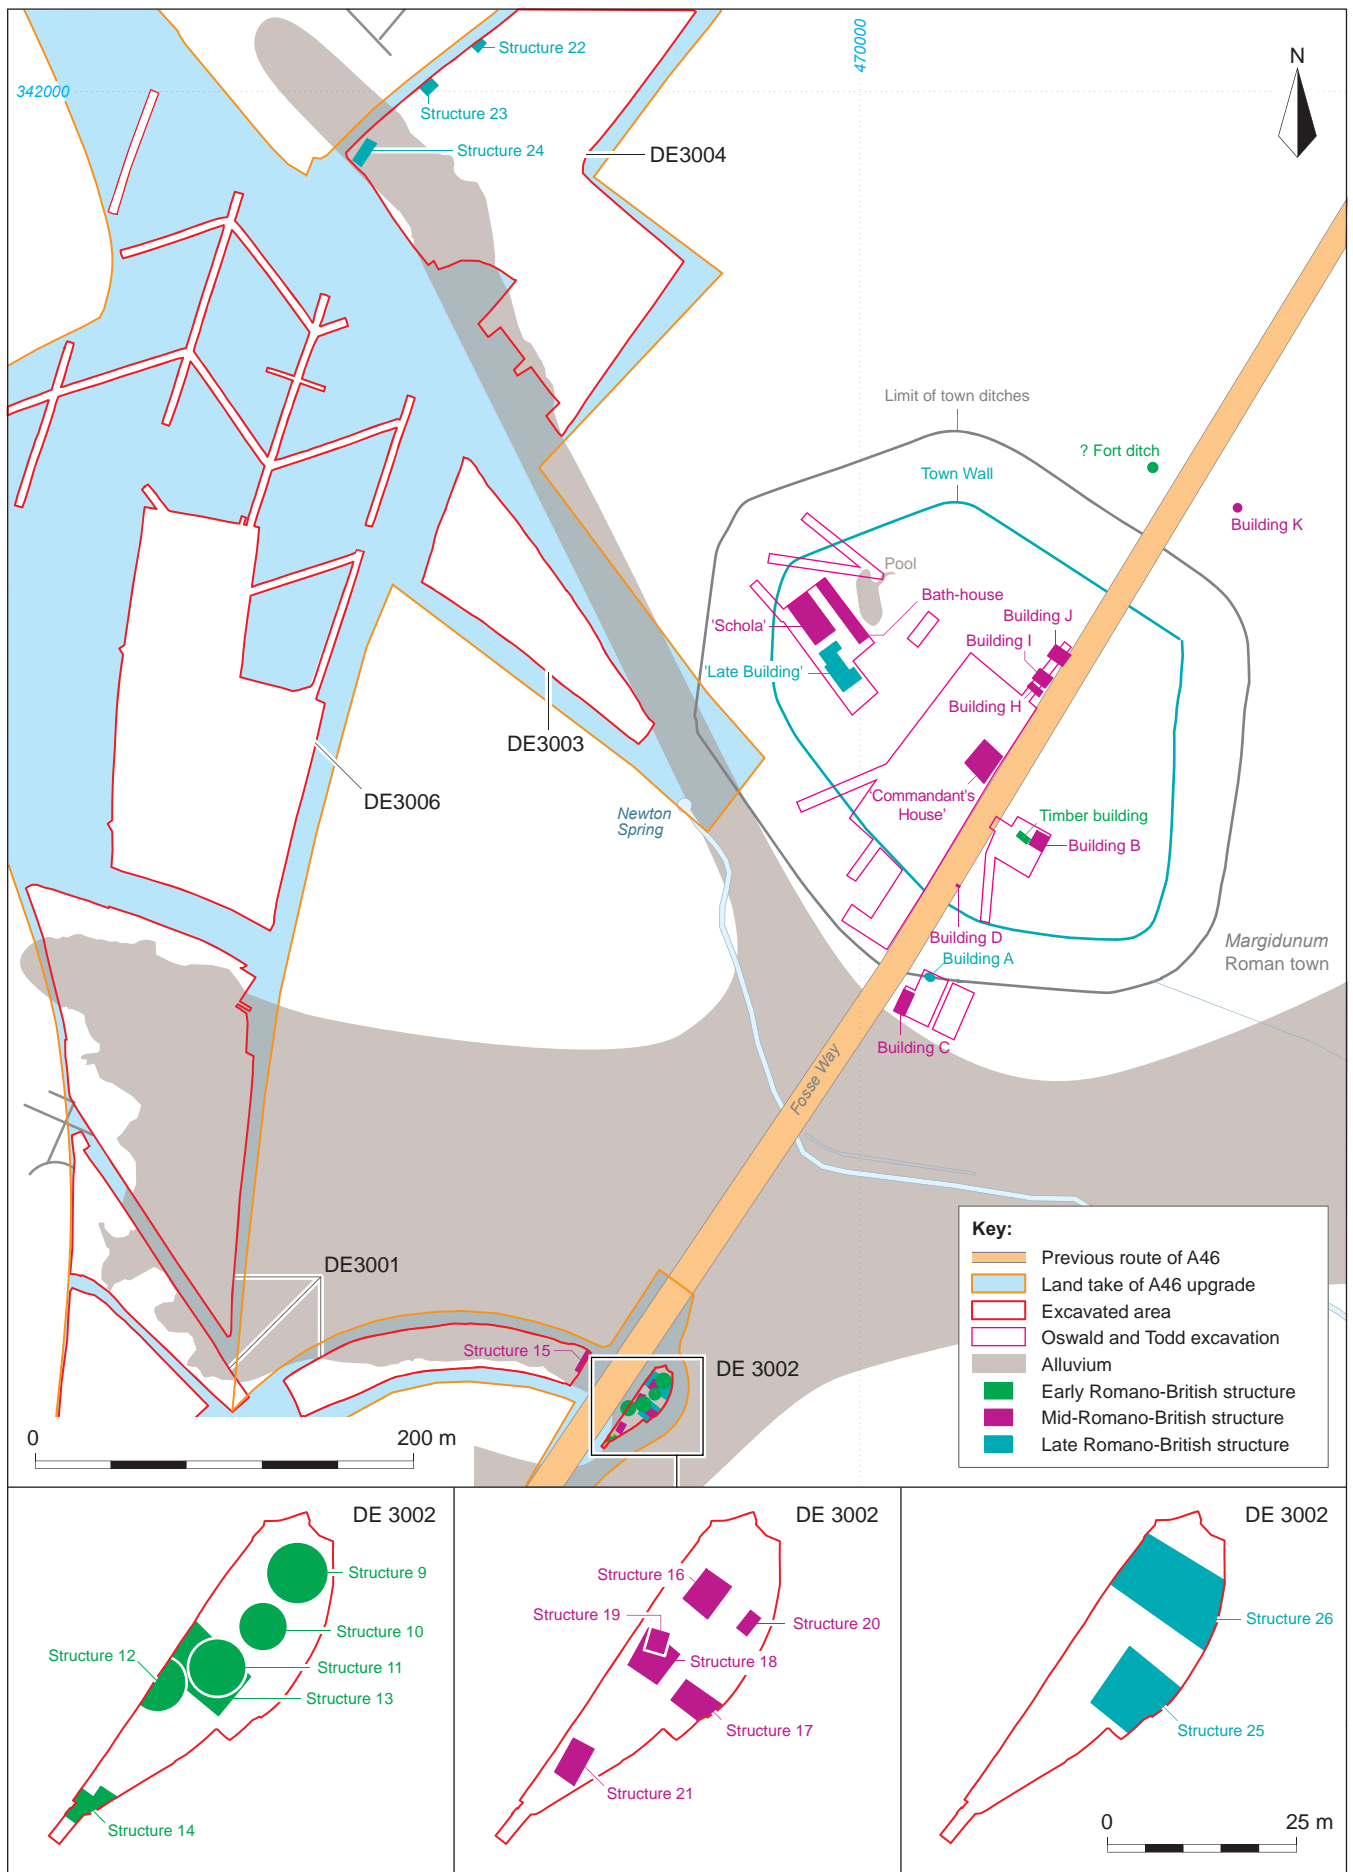 470000
N
342000
Structure 22
Structure 23
Structure 24
DE3004
Limit of town ditches
? Fort ditch
Town Wall
Building K
Pool
Bath-house
'Schola'
Building J
Building I
'Late Building'
Building H
DE3003
DE3006
'Commandant's
House'
Newton
Spring
Timber building
Building B
Building D
Building A
Margidunum
Roman town
Building C
Fosse Way
DE3001
Structure 15
DE 3002
0
200 m
Key:
Previous route of A46
Land take of A46 upgrade
Excavated area
Oswald and Todd excavation
Alluvium
Early Romano-British structure
Mid-Romano-British structure
Late Romano-British structure
DE 3002
Structure 9
Structure 10
Structure 12
Structure 11
Structure 13
Structure 14
DE 3002
Structure 16
Structure 19
Structure 20
Structure 18
Structure 17
Structure 21
DE 3002
Structure 26
Structure 25
0
25 m